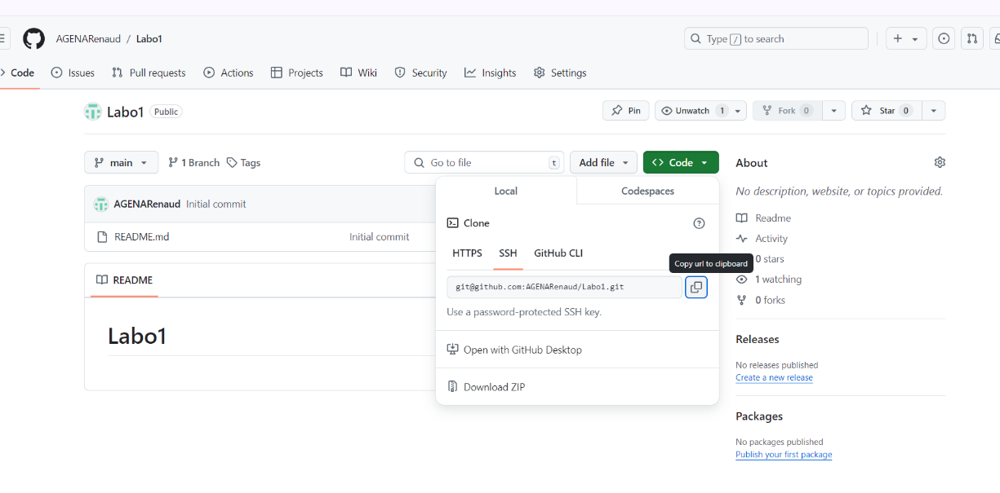 AGENARenaud / Labo1
Type / to search
Code Issues Pull requests Actions Projects Wiki Security Insights Settings
Labo1 Public
Pin Unwatch 1 Fork 0 Star 0
main 1 Branch Tags
Go to file t Add file Code
AGENARenaud Initial commit
README.md Initial commit
README
Labo1
Local Codespaces
Clone
HTTPS SSH GitHub CLI
Copy url to clipboard
git@github.com:AGENARenaud/Labo1.git
Use a password-protected SSH key.
Open with GitHub Desktop
Download ZIP
About
No description, website, or topics provided.
Readme
Activity
0 stars
1 watching
0 forks
Releases
No releases published
Create a new release
Packages
No packages published
Publish your first package